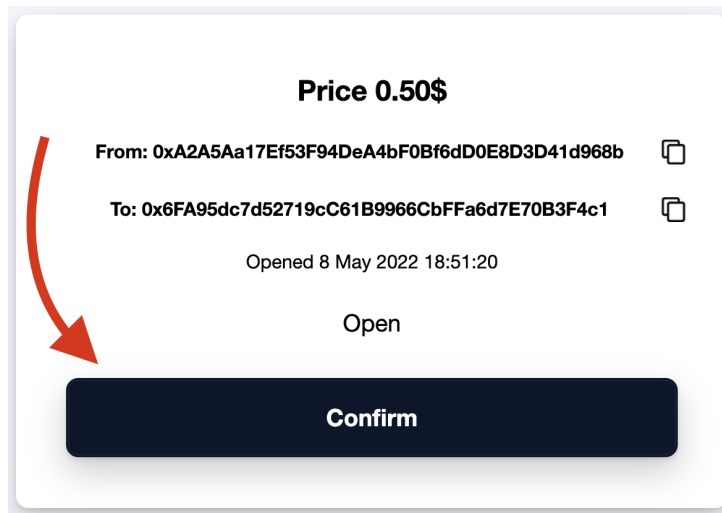 Price 0.50$
From: 0xA2A5Aa17Ef53F94DeA4bF0Bf6dD0E8D3D41d968b
To: 0x6FA95dc7d52719cC61B9966CbFFa6d7E70B3F4c1
Opened 8 May 2022 18:51:20
Open
Confirm